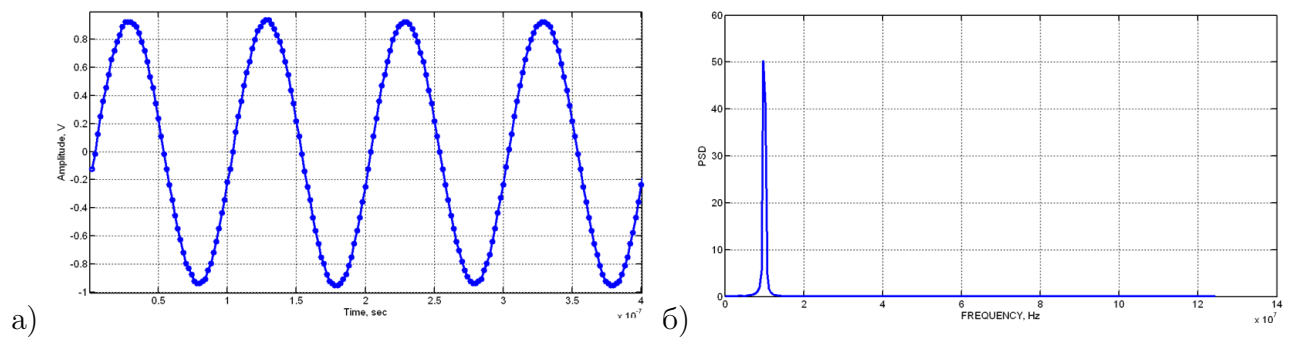 0.8
0.6
0.4
0.2
0
-0.2
-0.4
-0.6
-0.8
-1
Amplitude, V
0.5 1 1.5 2 2.5 3 3.5 4
Time, sec
x 10⁻⁷
а)
60
50
40
30
20
10
0
PSD
0 2 4 6 8 10 12 14
FREQUENCY, Hz
x 10⁷
б)